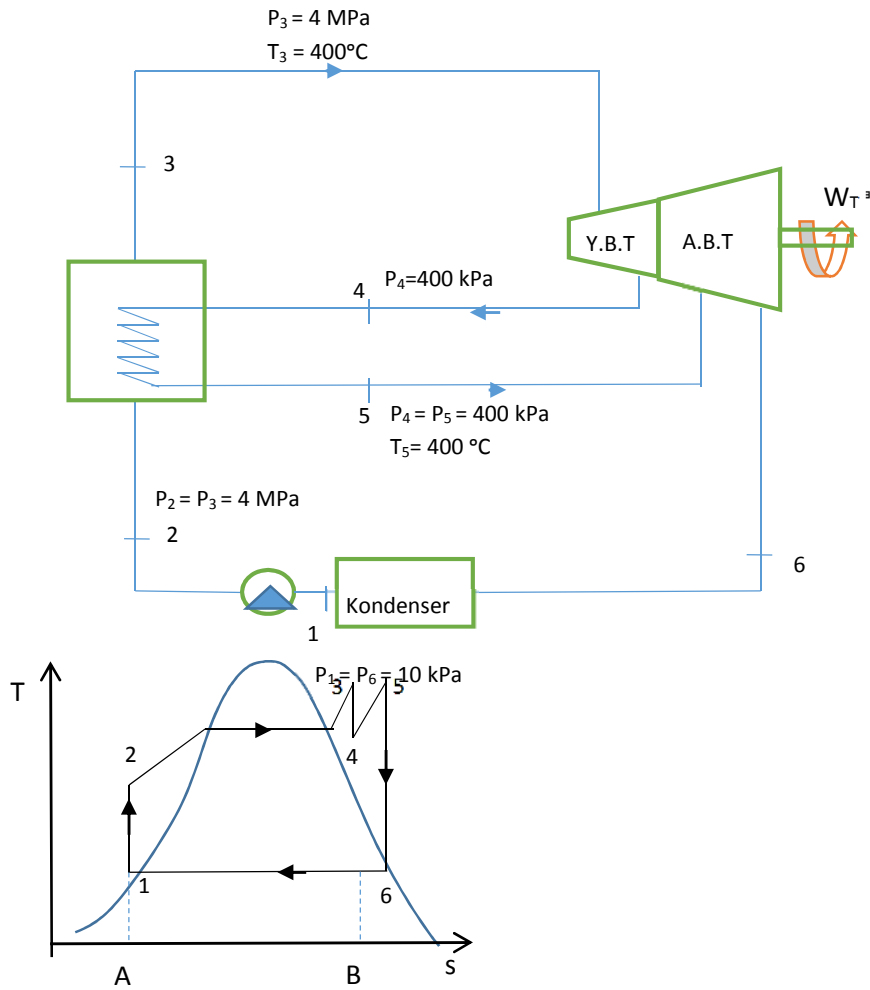 P₃ = 4 MPa
T₃ = 400°C
3
Y.B.T
A.B.T
W_T =
4
P₄=400 kPa
5
P₄ = P₅ = 400 kPa
T₅= 400 °C
P₂ = P₃ = 4 MPa
2
6
Kondenser
1
P₁= P₆ = 10 kPa
T
3
5
2
4
1
6
A
B
s